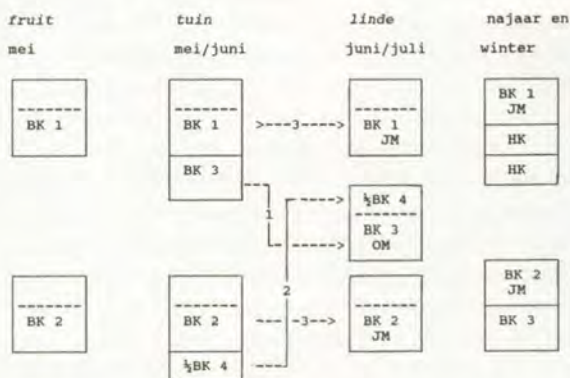 fruit tuin linde najaar en
mei mei/juni juni/juli winter
BK 1 BK 1 >---3----> BK 1 JM BK 1 JM
BK 3 HK
HK
1
½BK 4
BK 3
OM
2
BK 2 BK 2 ----3---> BK 2 JM BK 2 JM
½BK 4 BK 3